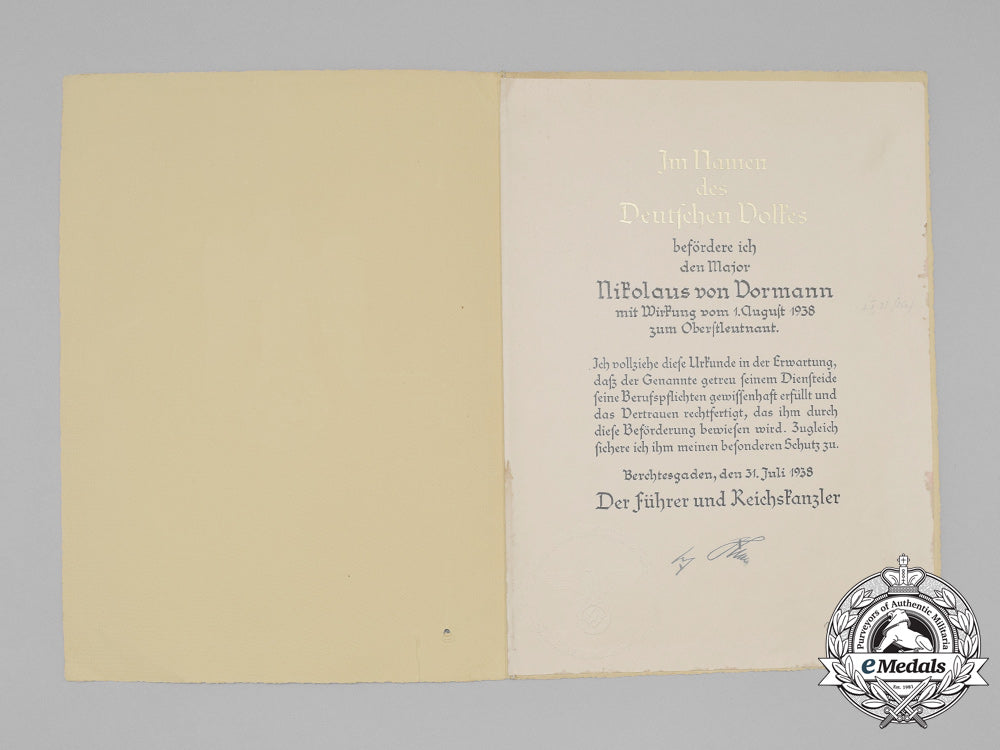 Im Namen
des
Deutschen Volkes
befördere ich
den Major
Nikolaus von Vormann
mit Wirkung vom 1. August 1938
zum Oberstleutnant.
Ich vollziehe diese Urkunde in der Erwartung,
daß der Genannte getreu seinem Diensteide
seine Berufspflichten gewissenhaft erfüllt und
das Vertrauen rechtfertigt, das ihm durch
diese Beförderung bewiesen wird. Zugleich
sichere ich ihm meinen besonderen Schutz zu.
Berchtesgaden, den 31. Juli 1938
Der Führer und Reichskanzler
Purveyors of Authentic Militaria
eMedals
Est. 1987